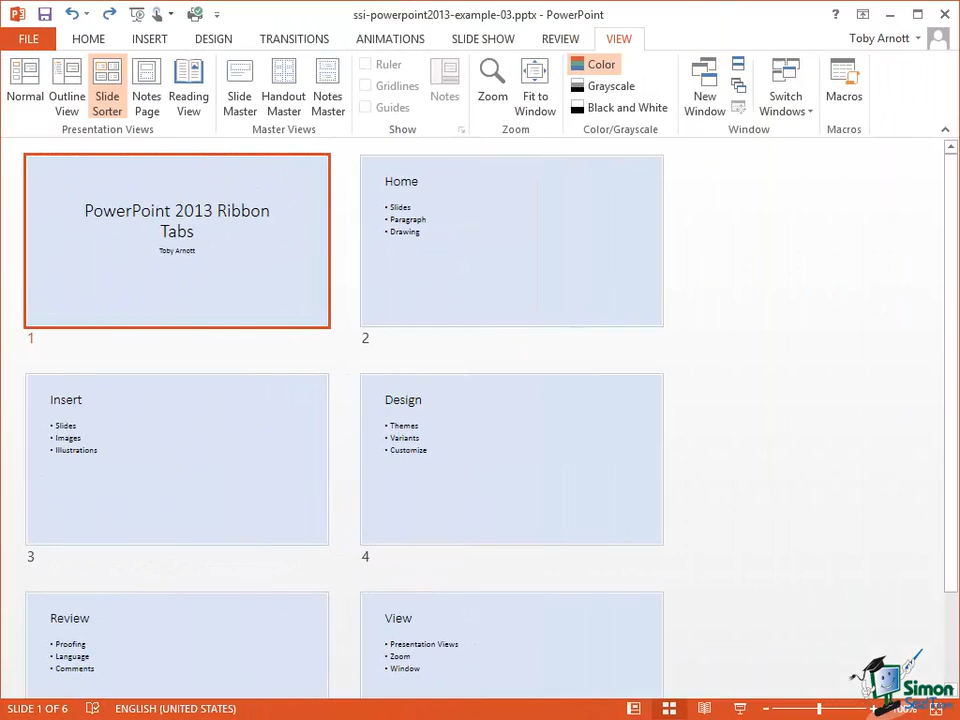 ssi-powerpoint2013-example-03.pptx - PowerPoint
?
FILE HOME INSERT DESIGN TRANSITIONS ANIMATIONS SLIDE SHOW REVIEW VIEW Toby Arnott
Normal
Outline View
Slide Sorter
Notes Page
Reading View
Presentation Views
Slide Master
Handout Master
Notes Master
Master Views
Ruler
Gridlines
Guides
Notes
Show
Zoom
Fit to Window
Zoom
Color
Grayscale
Black and White
Color/Grayscale
New Window
Switch Windows
Window
Macros
Macros
PowerPoint 2013 Ribbon
Tabs
Toby Arnott
1
Home
• Slides
• Paragraph
• Drawing
2
Insert
• Slides
• Images
• Illustrations
3
Design
• Themes
• Variants
• Customize
4
Review
• Proofing
• Language
• Comments
View
• Presentation Views
• Zoom
• Window
Simon
SLIDE 1 OF 6 ENGLISH (UNITED STATES)